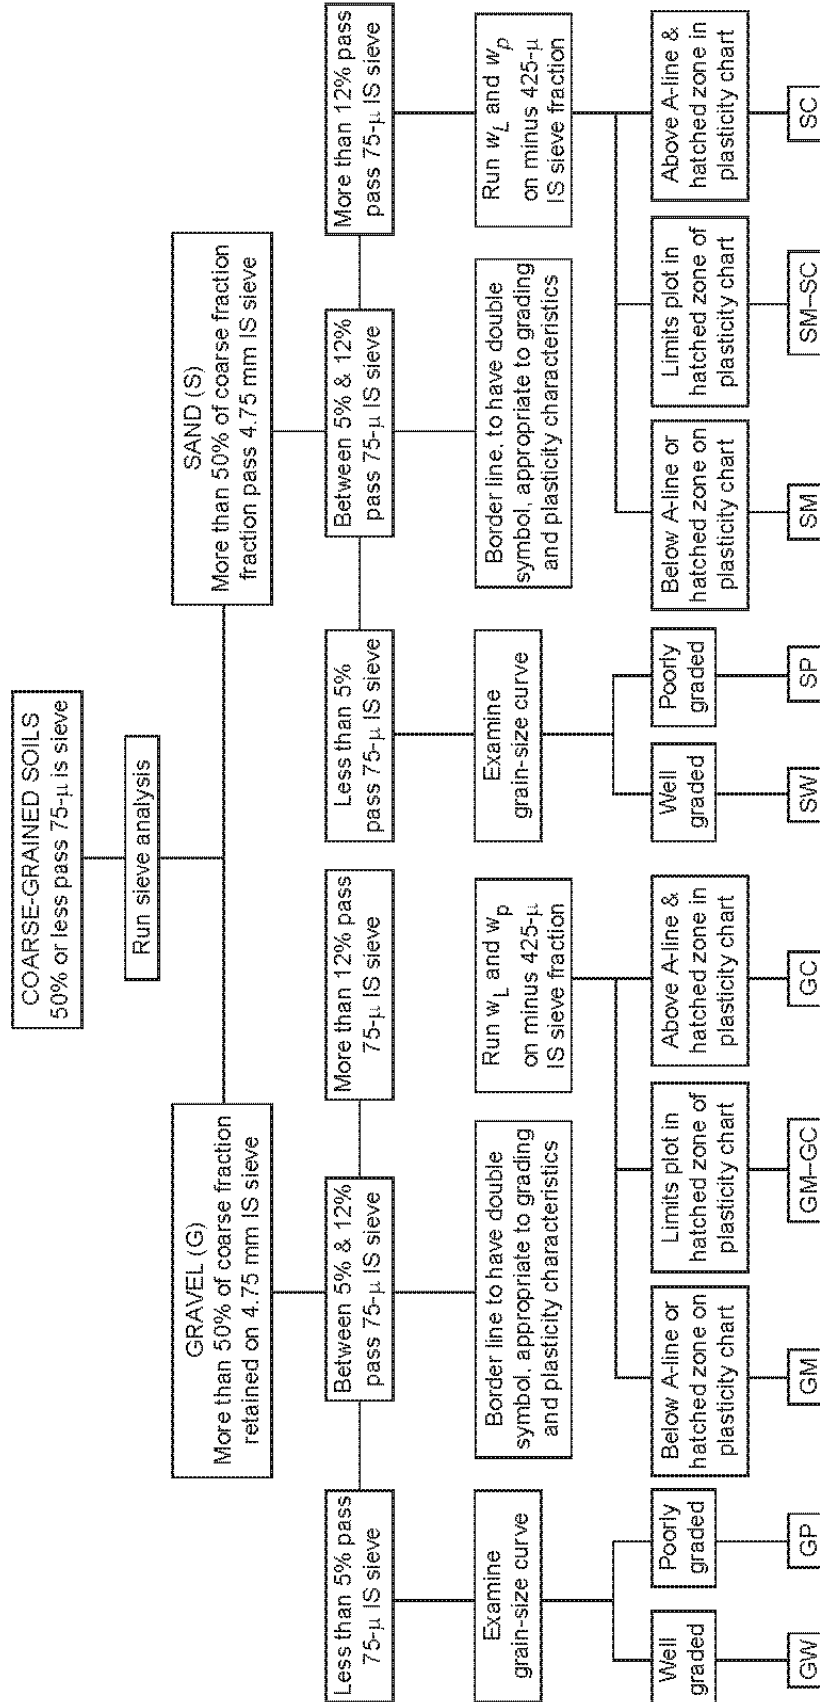 COARSE-GRAINED SOILS
50% or less pass 75-μ is sieve
Run sieve analysis
GRAVEL (G)
More than 50% of coarse fraction
retained on 4.75 mm IS sieve
SAND (S)
More than 50% of coarse fraction
fraction pass 4.75 mm IS sieve
Less than 5% pass
75-μ IS sieve
Between 5% & 12%
pass 75-μ IS sieve
More than 12% pass
75-μ IS sieve
Less than 5%
pass 75-μ IS sieve
Between 5% & 12%
pass 75-μ IS sieve
More than 12% pass
pass 75-μ IS sieve
Examine
grain-size curve
Border line to have double
symbol, appropriate to grading
and plasticity characteristics
Run wL and wp
on minus 425-μ
IS sieve fraction
Examine
grain-size curve
Border line, to have double
symbol, appropriate to grading
and plasticity characteristics
Run wL and wp
on minus 425-μ
IS sieve fraction
Well
graded
Poorly
graded
Below A-line or
hatched zone on
plasticity chart
Limits plot in
hatched zone of
plasticity chart
Above A-line &
hatched zone in
plasticity chart
Well
graded
Poorly
graded
Below A-line or
hatched zone on
plasticity chart
Limits plot in
hatched zone of
plasticity chart
Above A-line &
hatched zone in
plasticity chart
GW
GP
GM
GM–GC
GC
SW
SP
SM
SM–SC
SC